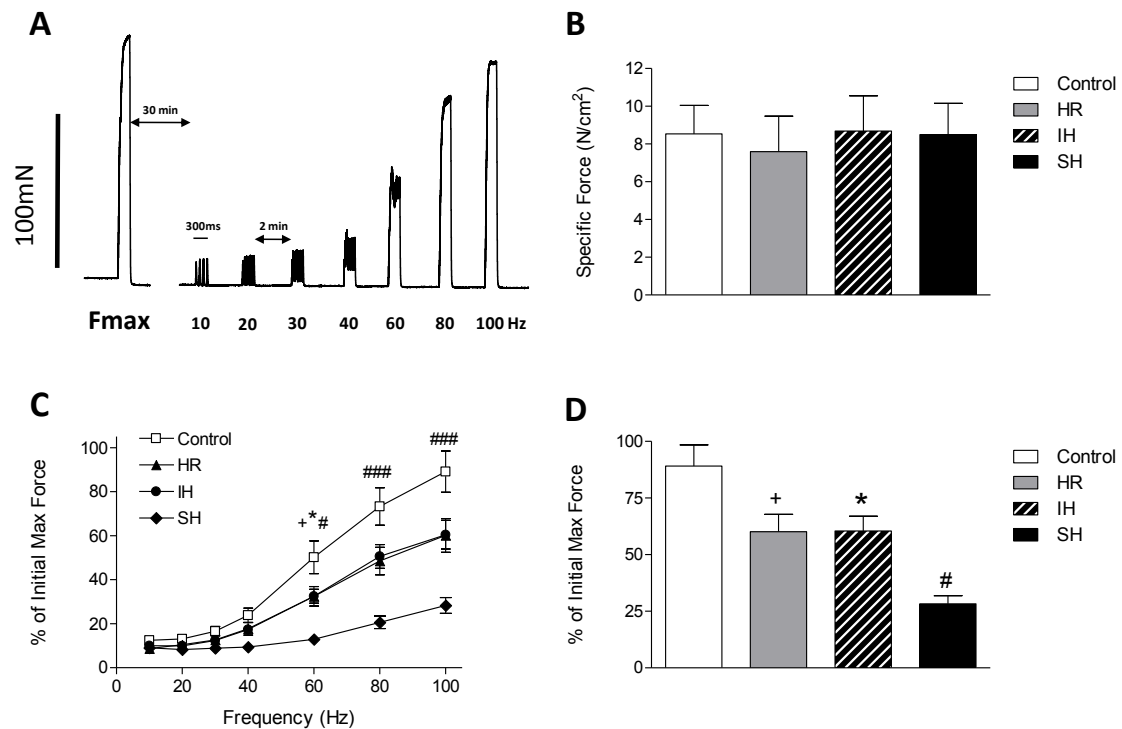 A
30 min
100mN
300ms
2 min
Fmax
10
20
30
40
60
80
100 Hz
B
12
10
8
6
4
2
0
Specific Force (N/cm²)
Control
HR
IH
SH
C
100
80
60
40
20
0
% of Initial Max Force
Control
HR
IH
SH
+*#
###
###
0
20
40
60
80
100
Frequency (Hz)
D
100
75
50
25
0
% of Initial Max Force
+
*
#
Control
HR
IH
SH